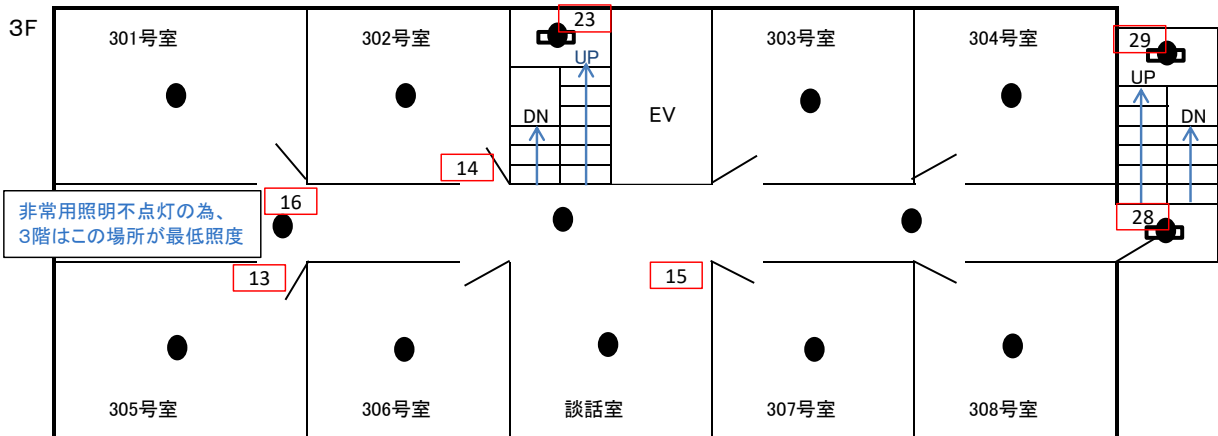 3F
301号室
302号室
23
UP
DN
EV
303号室
304号室
29
UP
DN
14
16
非常用照明不点灯の為、
3階はこの場所が最低照度
28
13
15
305号室
306号室
談話室
307号室
308号室